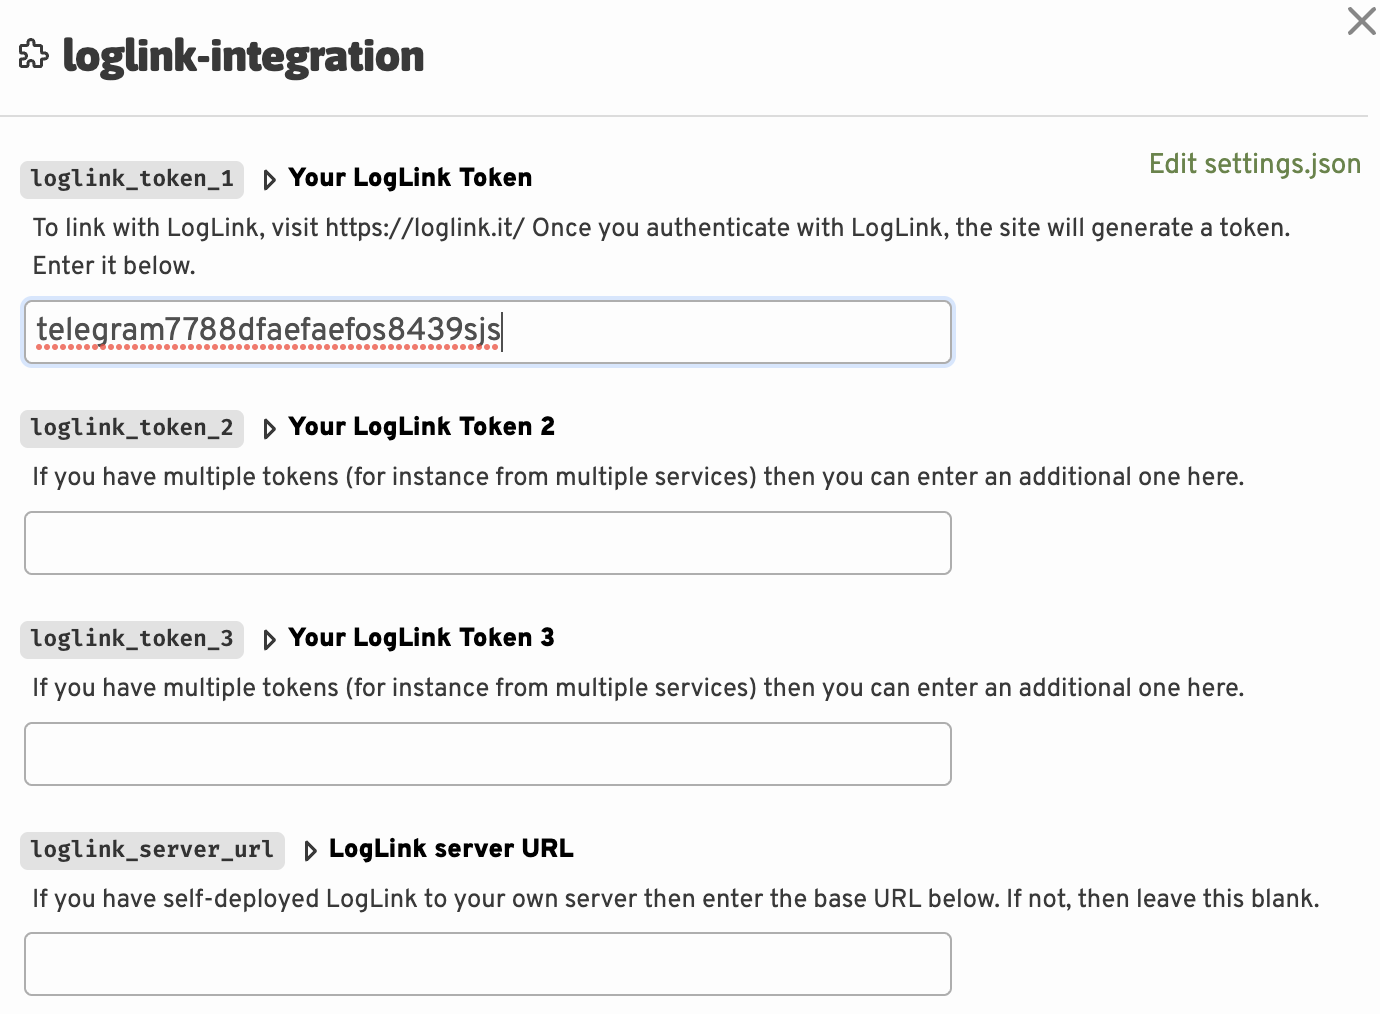 loglink-integration
Edit settings.json
loglink_token_1 Your LogLink Token
To link with LogLink, visit https://loglink.it/ Once you authenticate with LogLink, the site will generate a token.
Enter it below.
telegram7788dfaefaefos8439sjs
loglink_token_2 Your LogLink Token 2
If you have multiple tokens (for instance from multiple services) then you can enter an additional one here.
loglink_token_3 Your LogLink Token 3
If you have multiple tokens (for instance from multiple services) then you can enter an additional one here.
loglink_server_url LogLink server URL
If you have self-deployed LogLink to your own server then enter the base URL below. If not, then leave this blank.